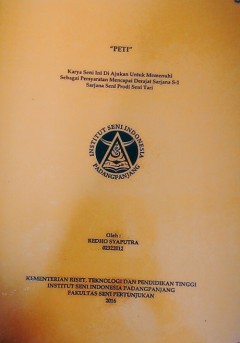 "PETI"
Karya Seni Ini Di Ajukan Untuk Memenuhi
Sebagai Persyaratan Mencapai Derajat Sarjana S-1
Sarjana Seni Prodi Seni Tari
INSTITUT SENI INDONESIA
PADANGPANJANG
Oleh :
RIDHO SYAPUTRA
02322012
KEMENTERIAN RISET, TEKNOLOGI DAN PENDIDIKAN TINGGI
INSTITUT SENI INDONESIA PADANGPANJANG
FAKULTAS SENI PERTUNJUKAN